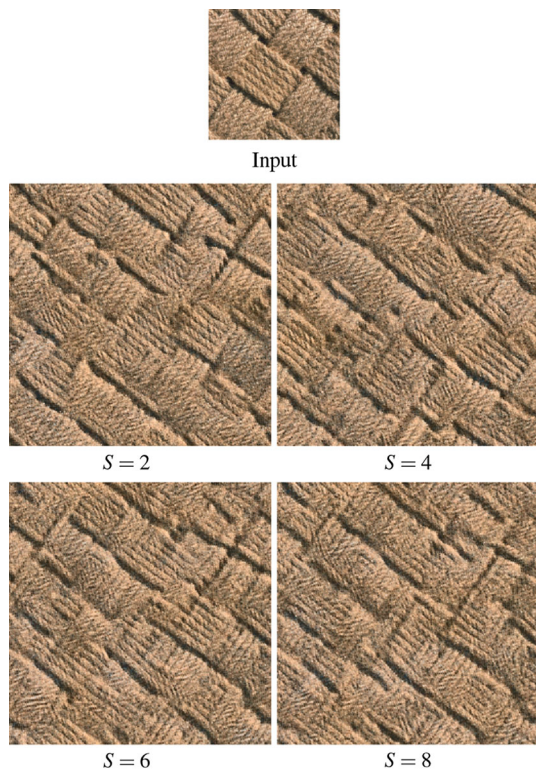 Input
S = 2
S = 4
S = 6
S = 8